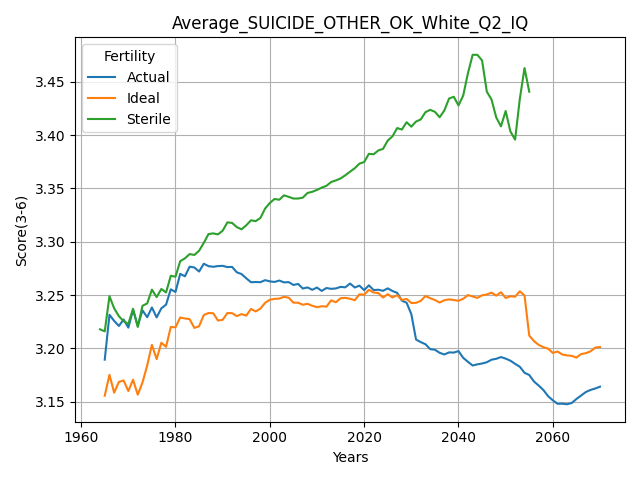 Average_SUICIDE_OTHER_OK_White_Q2_IQ
Fertility
Actual
Ideal
Sterile
Score(3-6)
3.45
3.40
3.35
3.30
3.25
3.20
3.15
1960
1980
2000
2020
2040
2060
Years